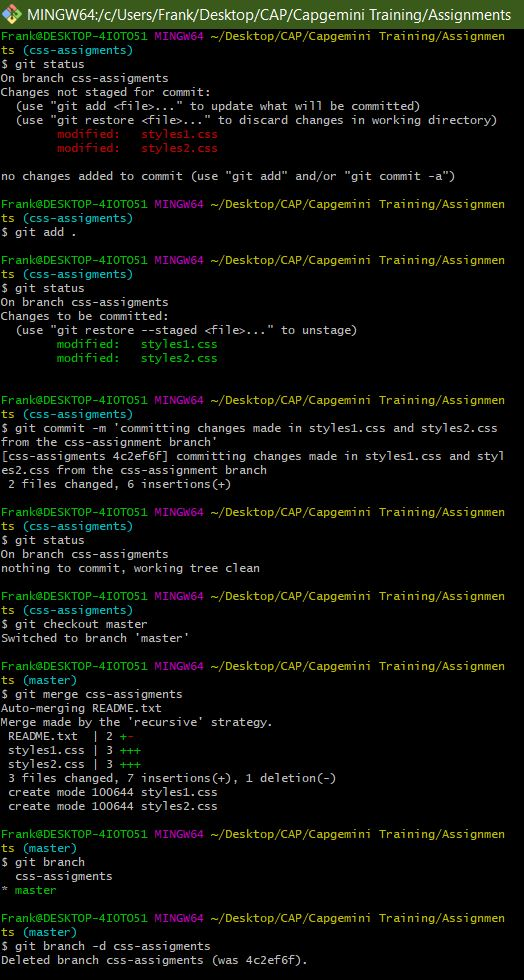 MINGW64:/c/Users/Frank/Desktop/CAP/Capgemini Training/Assignments
Frank@DESKTOP-4IOTO51 MINGW64 ~/Desktop/CAP/Capgemini Training/Assignmen
ts (css-assigments)
$ git status
On branch css-assigments
Changes not staged for commit:
  (use "git add <file>..." to update what will be committed)
  (use "git restore <file>..." to discard changes in working directory)
        modified:   styles1.css
        modified:   styles2.css
no changes added to commit (use "git add" and/or "git commit -a")
Frank@DESKTOP-4IOTO51 MINGW64 ~/Desktop/CAP/Capgemini Training/Assignmen
ts (css-assigments)
$ git add .
Frank@DESKTOP-4IOTO51 MINGW64 ~/Desktop/CAP/Capgemini Training/Assignmen
ts (css-assigments)
$ git status
On branch css-assigments
Changes to be committed:
  (use "git restore --staged <file>..." to unstage)
        modified:   styles1.css
        modified:   styles2.css
Frank@DESKTOP-4IOTO51 MINGW64 ~/Desktop/CAP/Capgemini Training/Assignmen
ts (css-assigments)
$ git commit -m 'committing changes made in styles1.css and styles2.css
from the css-assignment branch'
[css-assigments 4c2ef6f] committing changes made in styles1.css and styl
es2.css from the css-assignment branch
 2 files changed, 6 insertions(+)
Frank@DESKTOP-4IOTO51 MINGW64 ~/Desktop/CAP/Capgemini Training/Assignmen
ts (css-assigments)
$ git status
On branch css-assigments
nothing to commit, working tree clean
Frank@DESKTOP-4IOTO51 MINGW64 ~/Desktop/CAP/Capgemini Training/Assignmen
ts (css-assigments)
$ git checkout master
Switched to branch 'master'
Frank@DESKTOP-4IOTO51 MINGW64 ~/Desktop/CAP/Capgemini Training/Assignmen
ts (master)
$ git merge css-assigments
Auto-merging README.txt
Merge made by the 'recursive' strategy.
 README.txt  | 2 +-
 styles1.css | 3 +++
 styles2.css | 3 +++
 3 files changed, 7 insertions(+), 1 deletion(-)
 create mode 100644 styles1.css
 create mode 100644 styles2.css
Frank@DESKTOP-4IOTO51 MINGW64 ~/Desktop/CAP/Capgemini Training/Assignmen
ts (master)
$ git branch
  css-assigments
* master
Frank@DESKTOP-4IOTO51 MINGW64 ~/Desktop/CAP/Capgemini Training/Assignmen
ts (master)
$ git branch -d css-assigments
Deleted branch css-assigments (was 4c2ef6f).